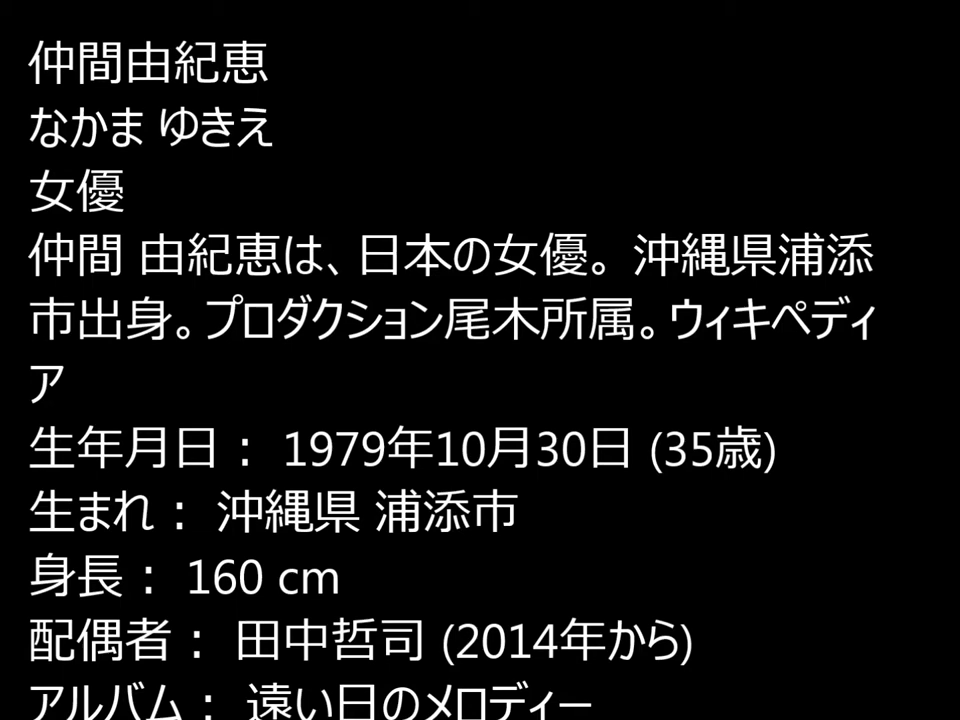 仲間由紀恵
なかま ゆきえ
女優
仲間 由紀恵は、日本の女優。 沖縄県浦添
市出身。プロダクション尾木所属。ウィキペディ
ア
生年月日： 1979年10月30日 (35歳)
生まれ： 沖縄県 浦添市
身長： 160 cm
配偶者： 田中哲司 (2014年から)
アルバム： 遠い日のメロディー